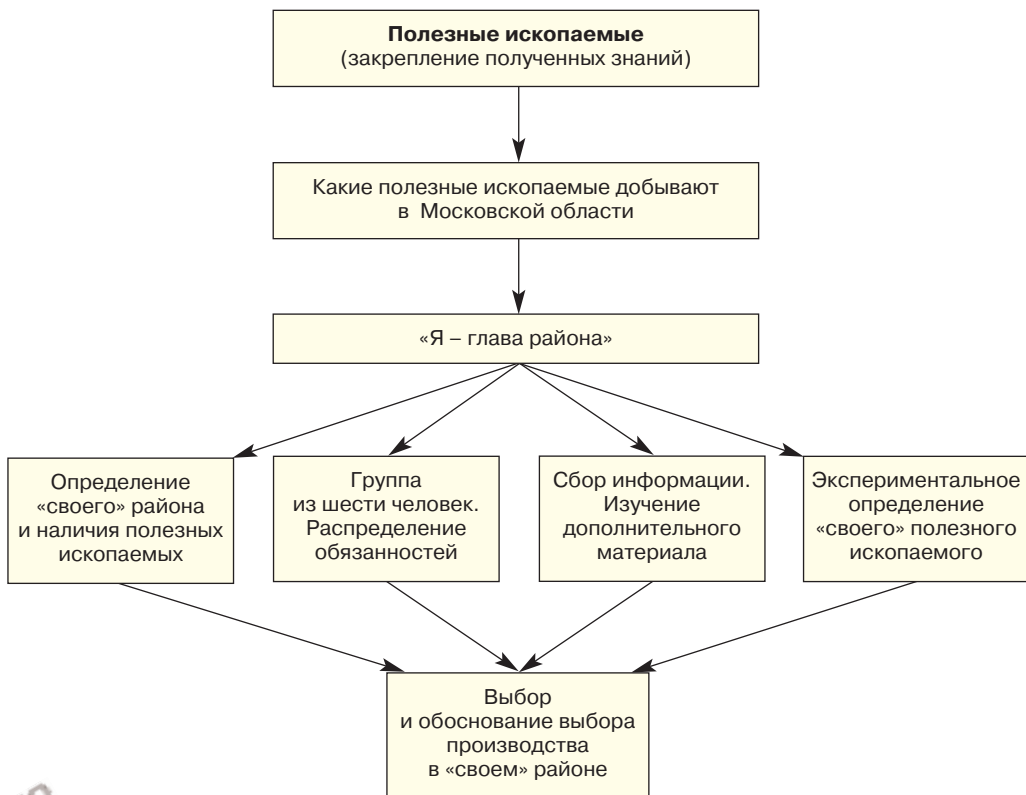 Полезные ископаемые
(закрепление полученных знаний)
Какие полезные ископаемые добывают
в Московской области
«Я – глава района»
Определение
«своего» района
и наличия полезных
ископаемых
Группа
из шести человек.
Распределение
обязанностей
Сбор информации.
Изучение
дополнительного
материала
Экспериментальное
определение
«своего» полезного
ископаемого
Выбор
и обоснование выбора
производства
в «своем» районе